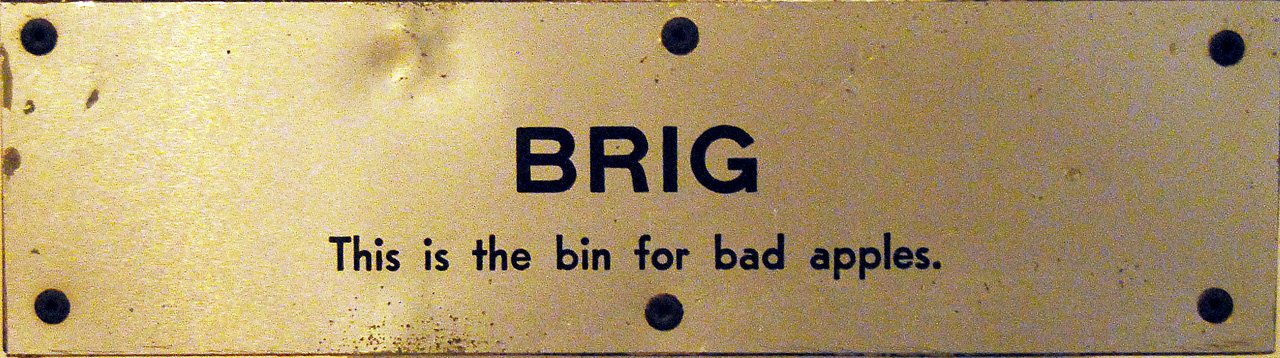 BRIG
This is the bin for bad apples.